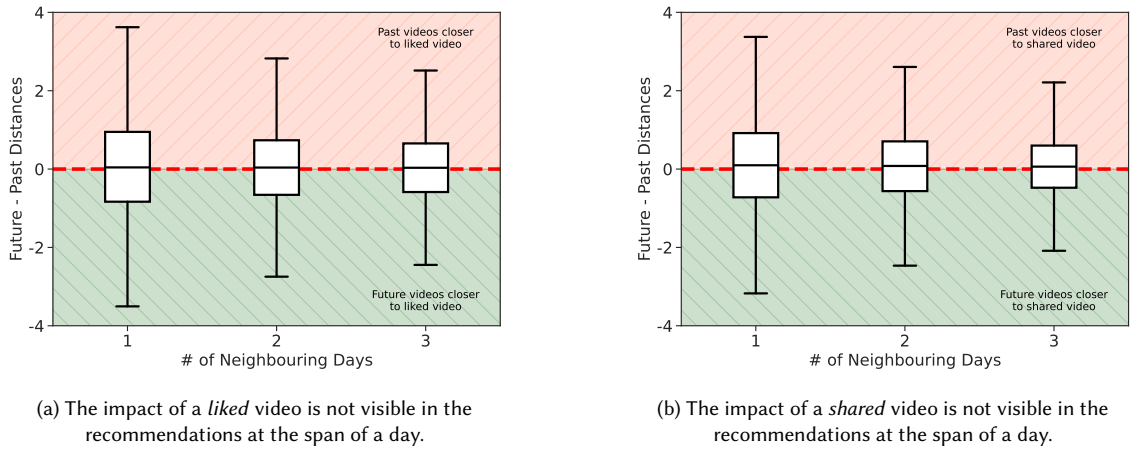 4
2
0
-2
-4
Future - Past Distances
Past videos closer
to liked video
Future videos closer
to liked video
1 2 3
# of Neighbouring Days
(a) The impact of a liked video is not visible in the
recommendations at the span of a day.
4
2
0
-2
-4
Future - Past Distances
Past videos closer
to shared video
Future videos closer
to shared video
1 2 3
# of Neighbouring Days
(b) The impact of a shared video is not visible in the
recommendations at the span of a day.